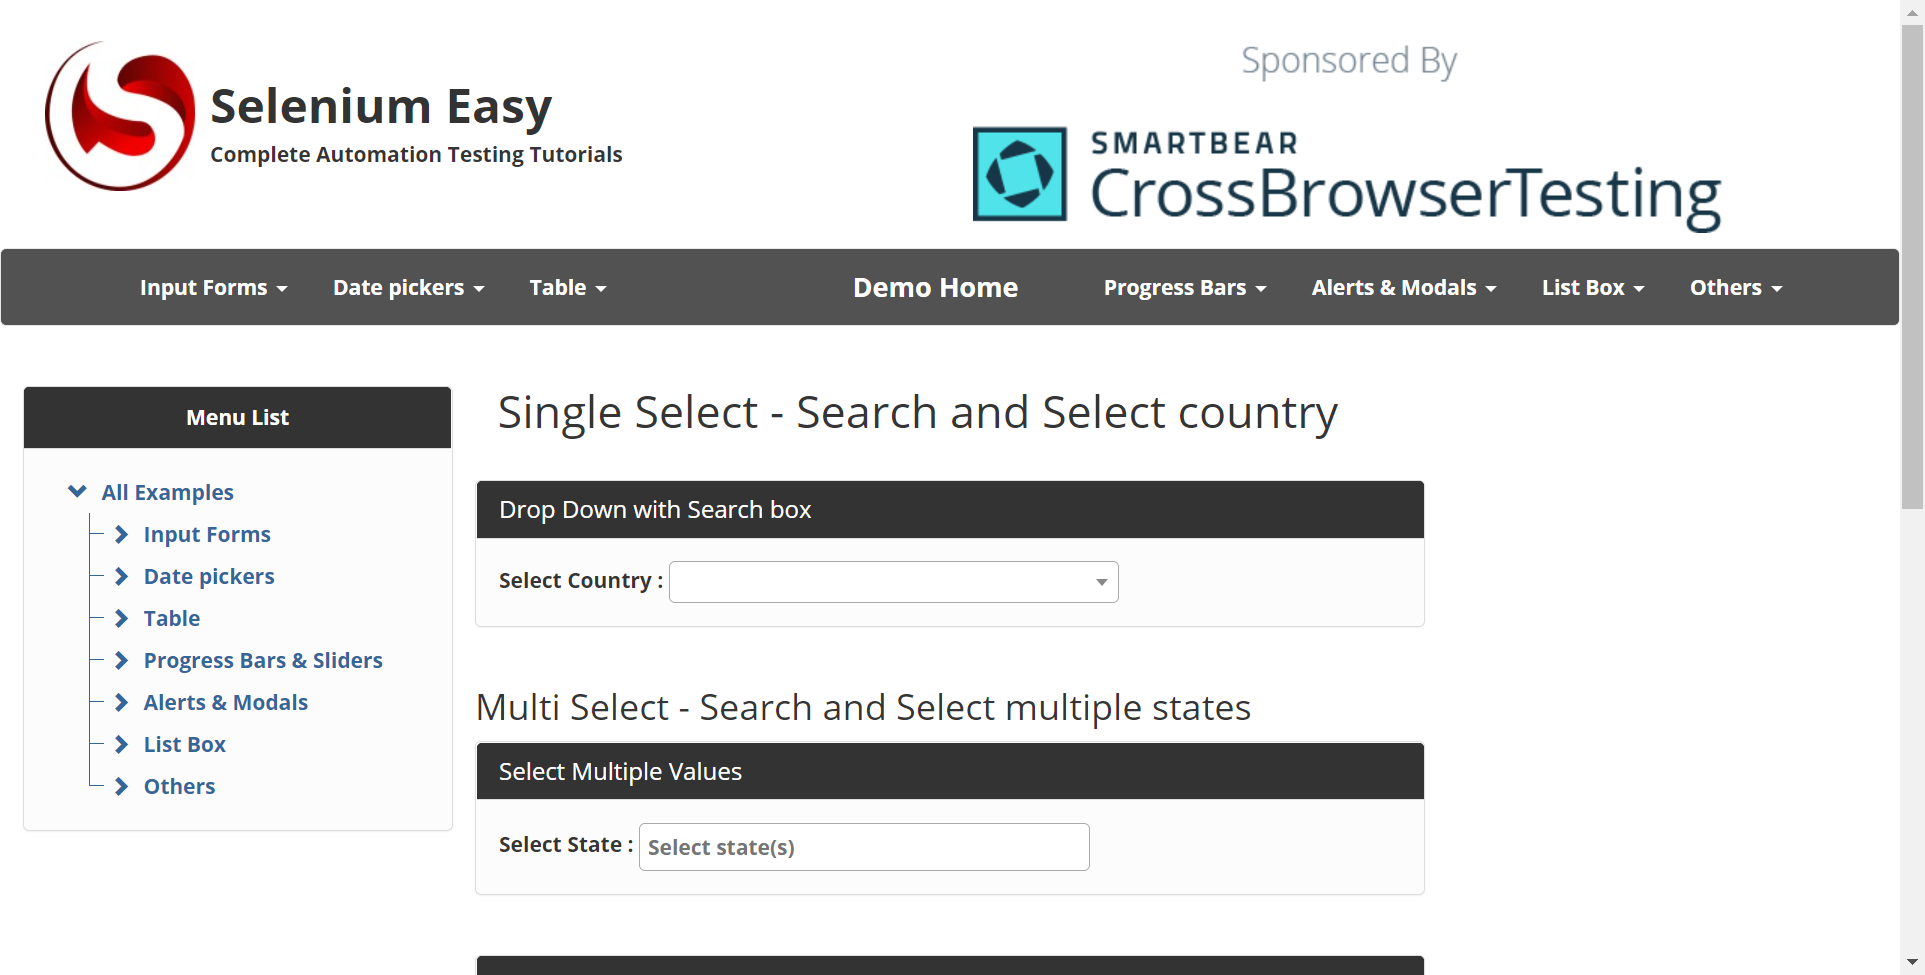 Selenium Easy
Complete Automation Testing Tutorials
Sponsored By
SMARTBEAR
CrossBrowserTesting
Input Forms Date pickers Table Demo Home Progress Bars Alerts & Modals List Box Others
Menu List
All Examples
Input Forms
Date pickers
Table
Progress Bars & Sliders
Alerts & Modals
List Box
Others
Single Select - Search and Select country
Drop Down with Search box
Select Country :
Multi Select - Search and Select multiple states
Select Multiple Values
Select State : Select state(s)